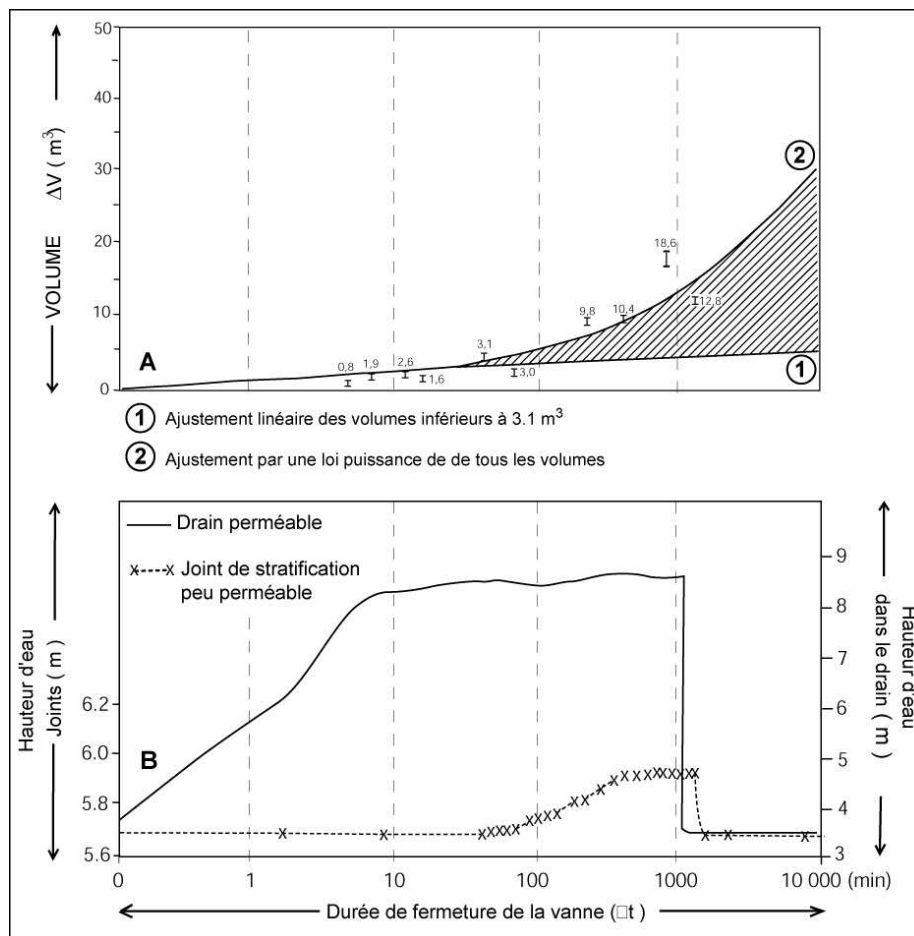 50
40
30
20
10
0
VOLUME ΔV ( m³)
A
0,8
1,9
2,6
1,6
3,1
3,0
9,8
10,4
18,6
12,8
2
1
1 Ajustement linéaire des volumes inférieurs à 3.1 m³
2 Ajustement par une loi puissance de de tous les volumes
Drain perméable
x-----x Joint de stratification
peu perméable
Hauteur d'eau
Joints ( m )
6.2
6.0
5.8
5.6
B
9
8
7
6
5
4
3
Hauteur d'eau
dans le drain ( m )
0 1 10 100 1000 10 000 (min)
Durée de fermeture de la vanne (□t )